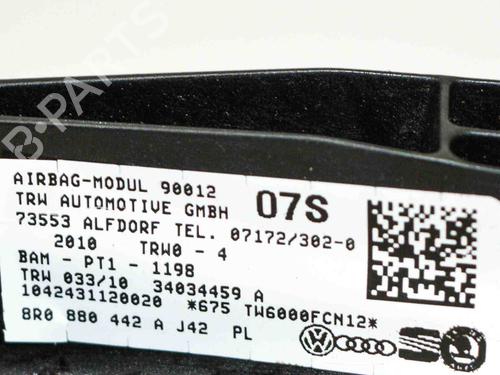 B-PARTS
AIRBAG-MODUL 90012
TRW AUTOMOTIVE GMBH 07S
73553 ALFDORF TEL. 07172/302-0
2010 TRW0 - 4
BAM - PT1 - 1198
TRW 033/10 34034459 A
1042431120020 *675 TW6000FCN12*
8R0 880 442 A J42 PL